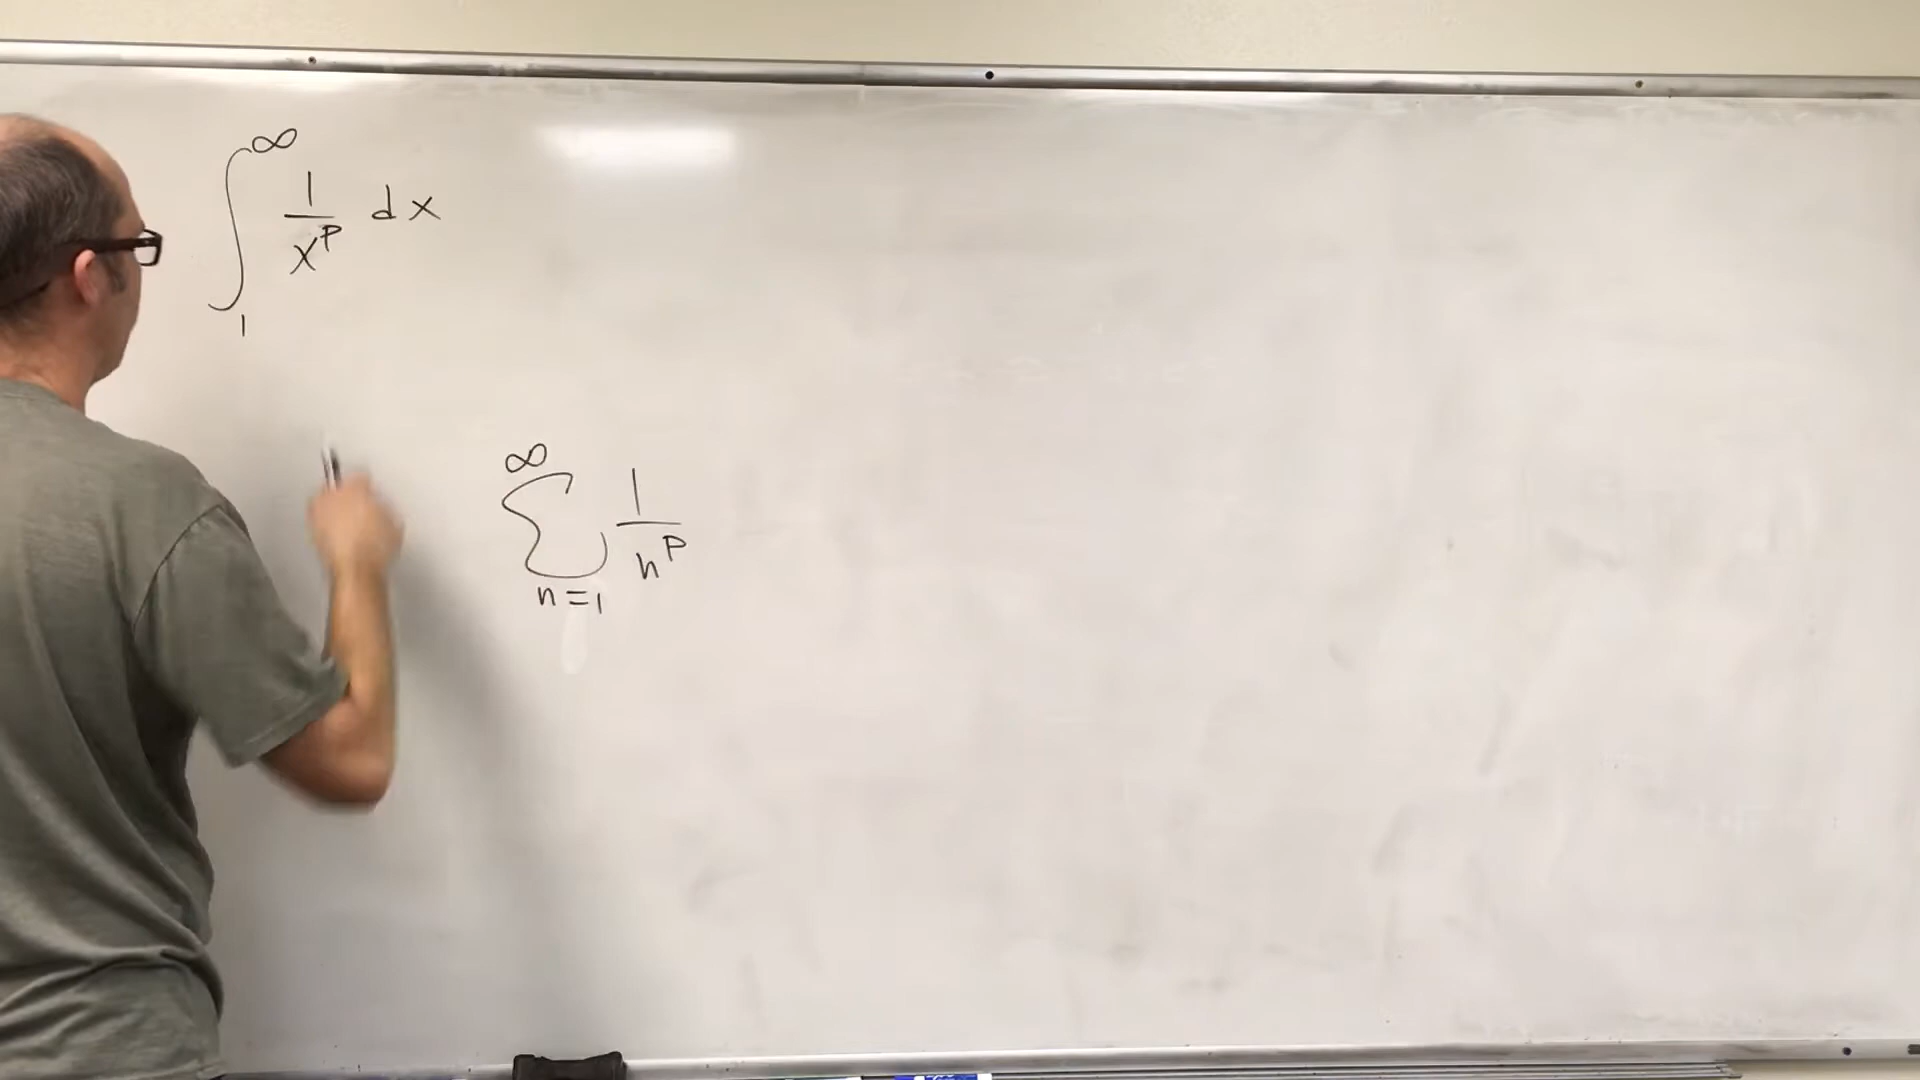 ∫₁^∞ 1/x^p dx
∑_{n=1}^∞ 1/n^p